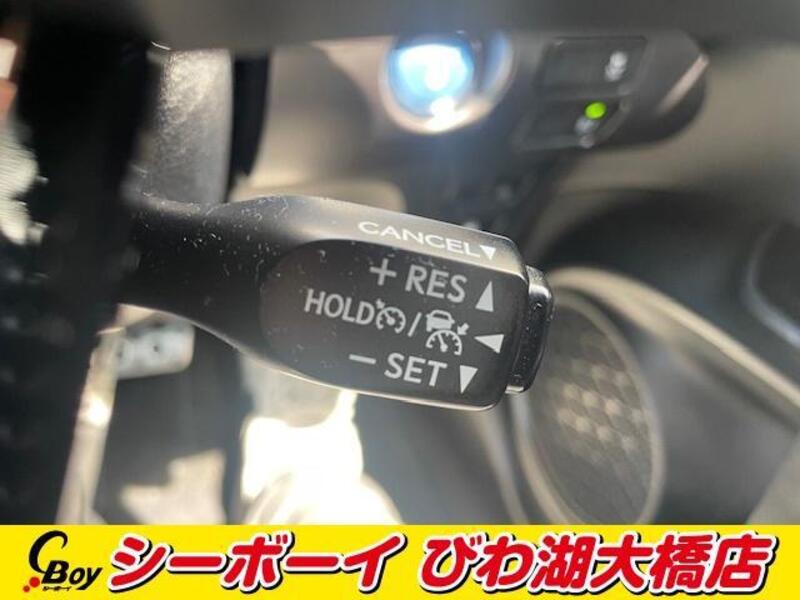 CANCEL▼
+ RES ▲
HOLD / ◀
− SET ▼
CBoy シーボーイ びわ湖大橋店
シーボーイ